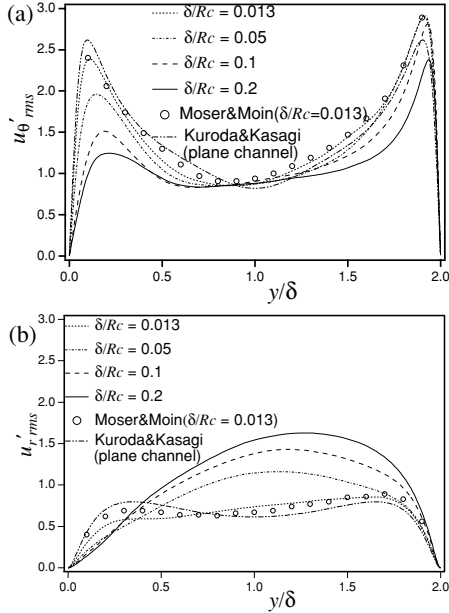 (a)
3.0
2.5
2.0
1.5
1.0
0.5
0.0
u′θ rms
δ/Rc = 0.013
δ/Rc = 0.05
δ/Rc = 0.1
δ/Rc = 0.2
Moser&Moin(δ/Rc=0.013)
Kuroda&Kasagi
(plane channel)
0.0 0.5 1.0 1.5 2.0
y/δ
(b)
3.0
2.5
2.0
1.5
1.0
0.5
0.0
u′r rms
δ/Rc = 0.013
δ/Rc = 0.05
δ/Rc = 0.1
δ/Rc = 0.2
Moser&Moin(δ/Rc = 0.013)
Kuroda&Kasagi
(plane channel)
0.0 0.5 1.0 1.5 2.0
y/δ